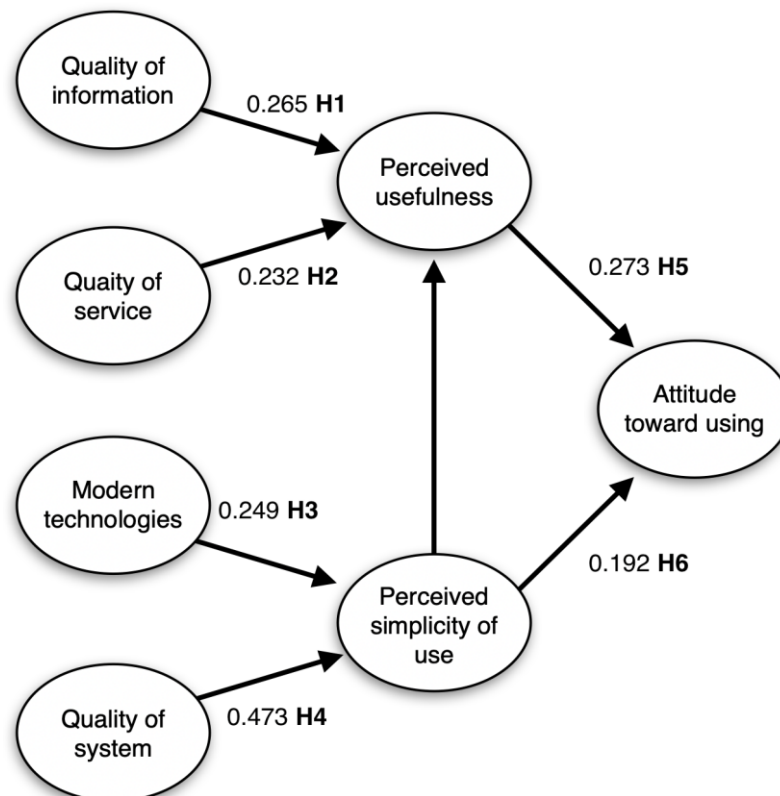 Quality of
information
0.265 H1
Perceived
usefulness
Quaity of
service
0.232 H2
0.273 H5
Attitude
toward using
Modern
technologies
0.249 H3
Perceived
simplicity of
use
0.192 H6
Quality of
system
0.473 H4